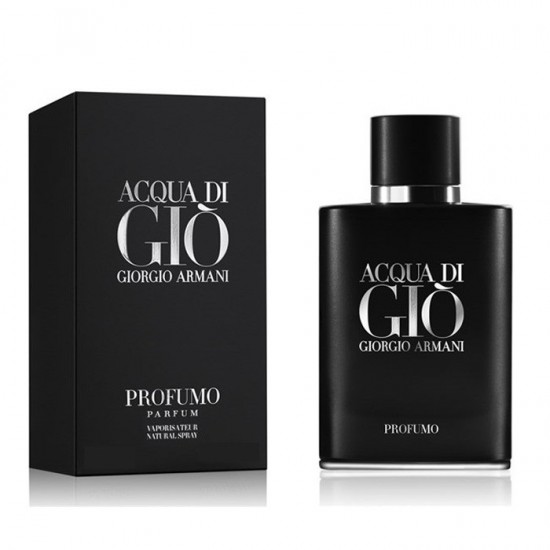 ACQUA DI
GIÒ
GIORGIO ARMANI
PROFUMO
PARFUM
VAPORISATEUR
NATURAL SPRAY
ACQUA DI
GIÒ
GIORGIO ARMANI
PROFUMO